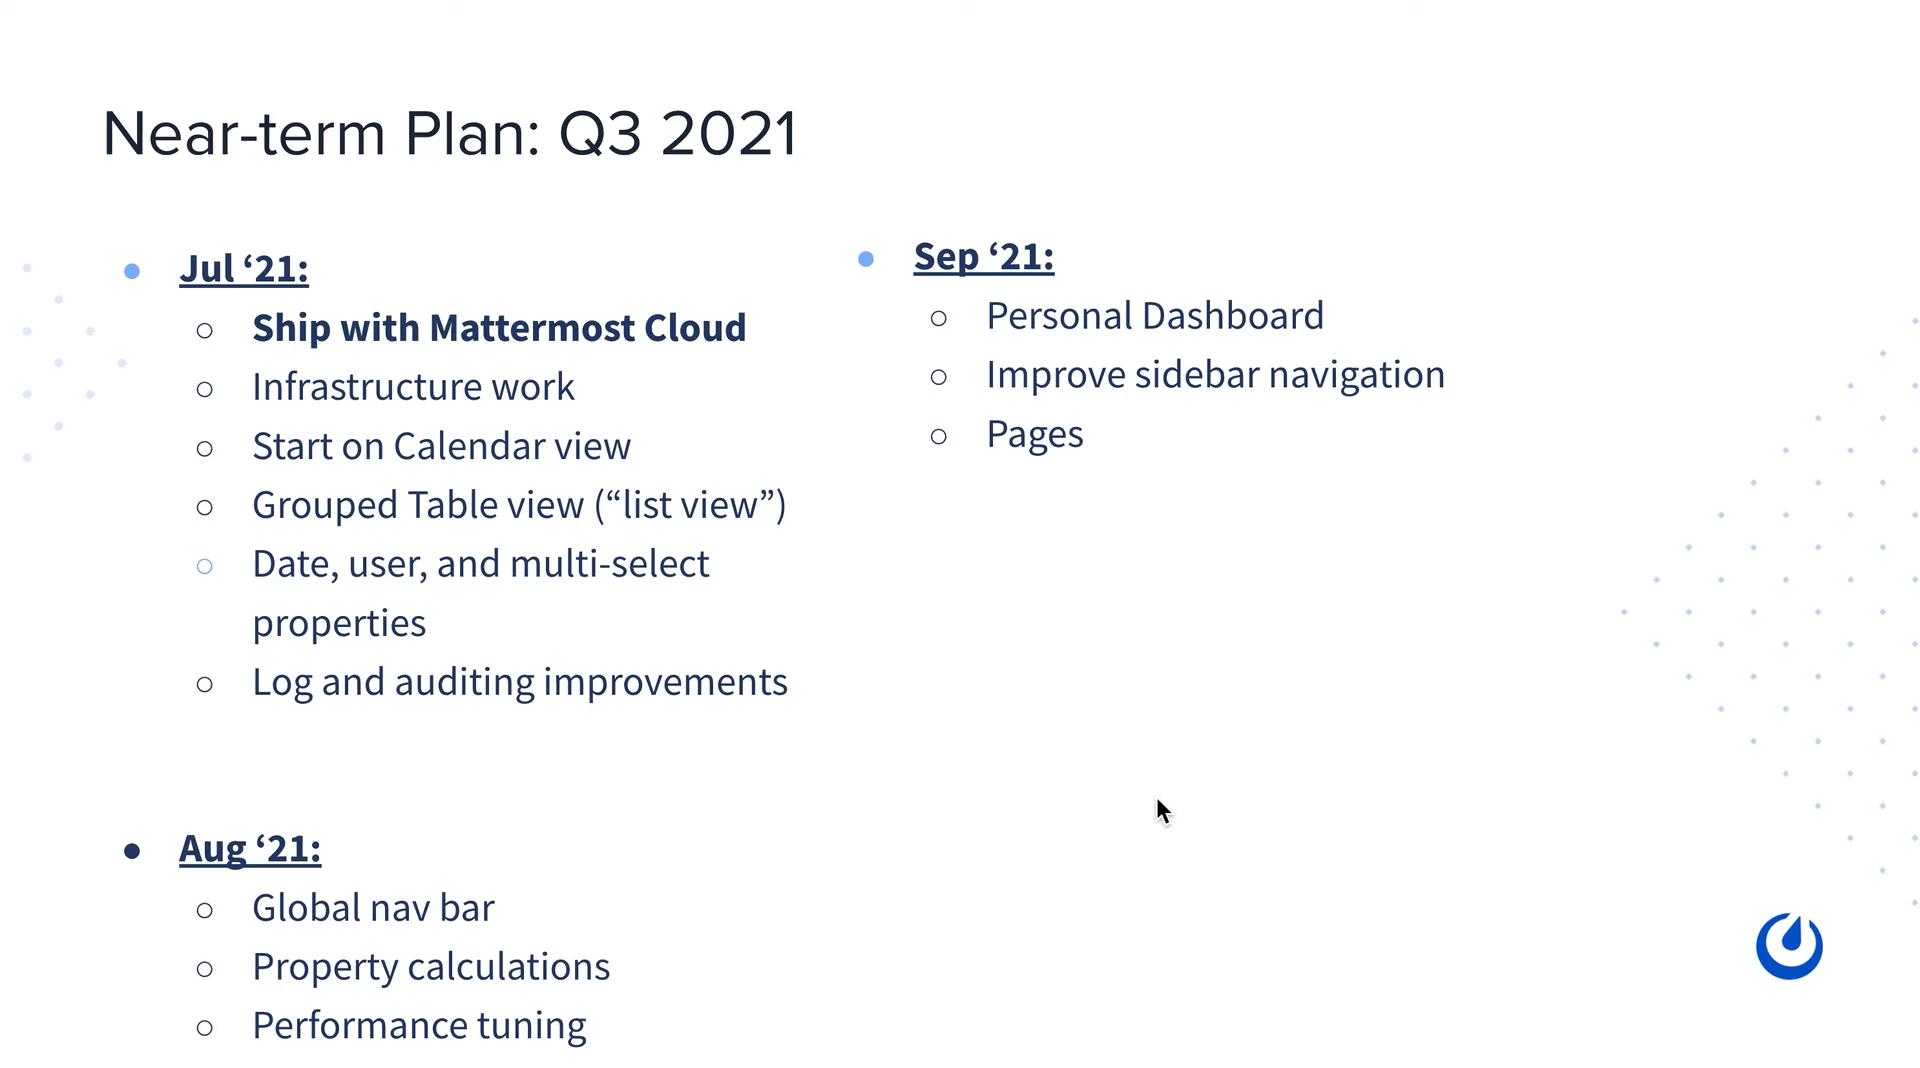 Near-term Plan: Q3 2021
Jul ‘21:
Ship with Mattermost Cloud
Infrastructure work
Start on Calendar view
Grouped Table view (“list view”)
Date, user, and multi-select
properties
Log and auditing improvements
Aug ‘21:
Global nav bar
Property calculations
Performance tuning
Sep ‘21:
Personal Dashboard
Improve sidebar navigation
Pages